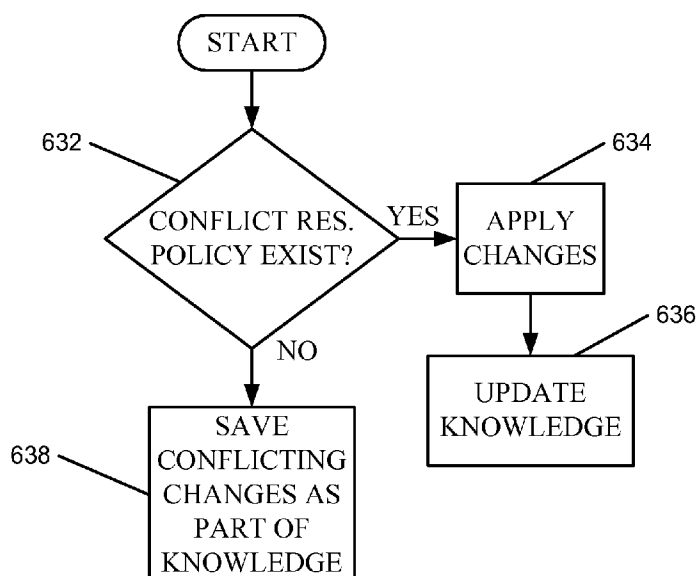 START
632
CONFLICT RES.
POLICY EXIST?
YES
634
APPLY
CHANGES
636
UPDATE
KNOWLEDGE
NO
638
SAVE
CONFLICTING
CHANGES AS
PART OF
KNOWLEDGE